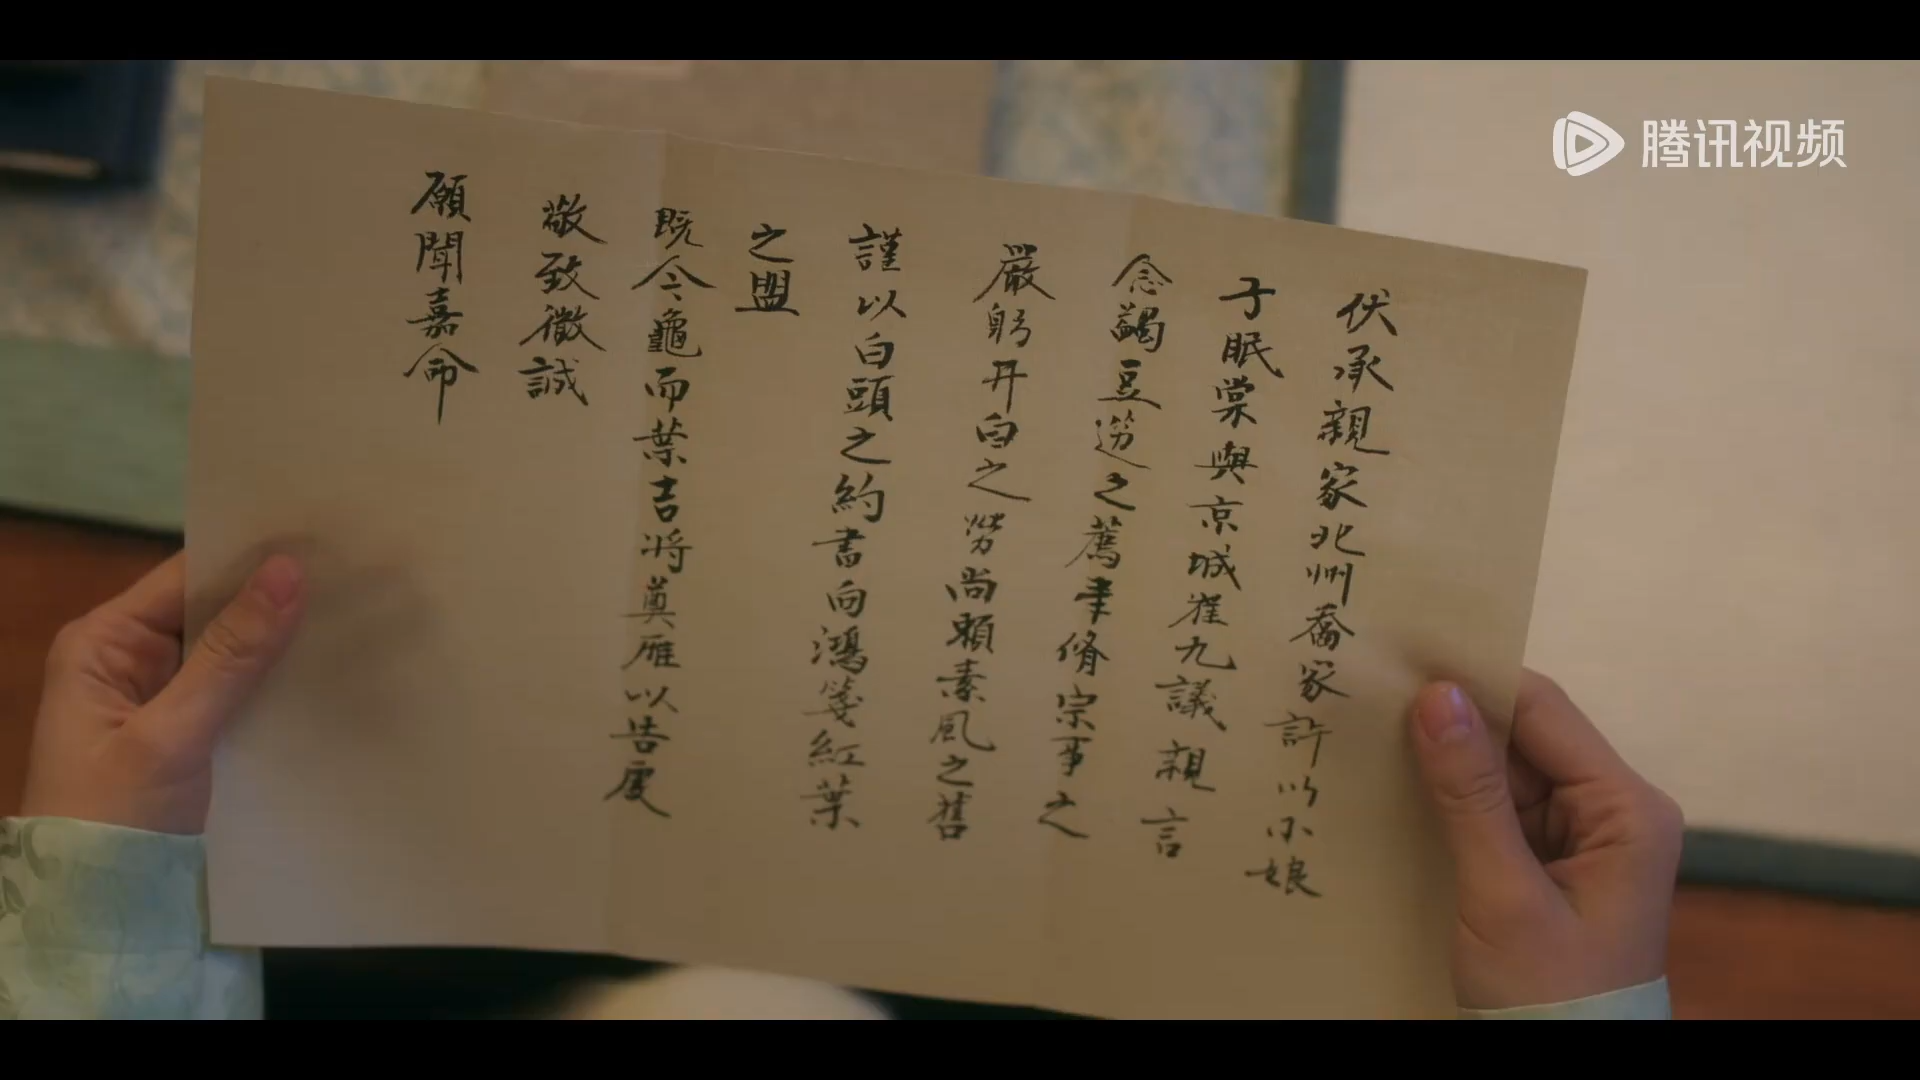 腾讯视频
伏承親家北州喬家許以小娘
子眠棠與京城崔九議親言
念蠲豆籩之薦聿脩宗事之
嚴躬井臼之勞尚賴素風之舊
謹以白頭之約書向鴻箋紅葉
之盟
既令龜而葉吉將奠雁以告虔
敬致微誠
願聞嘉命